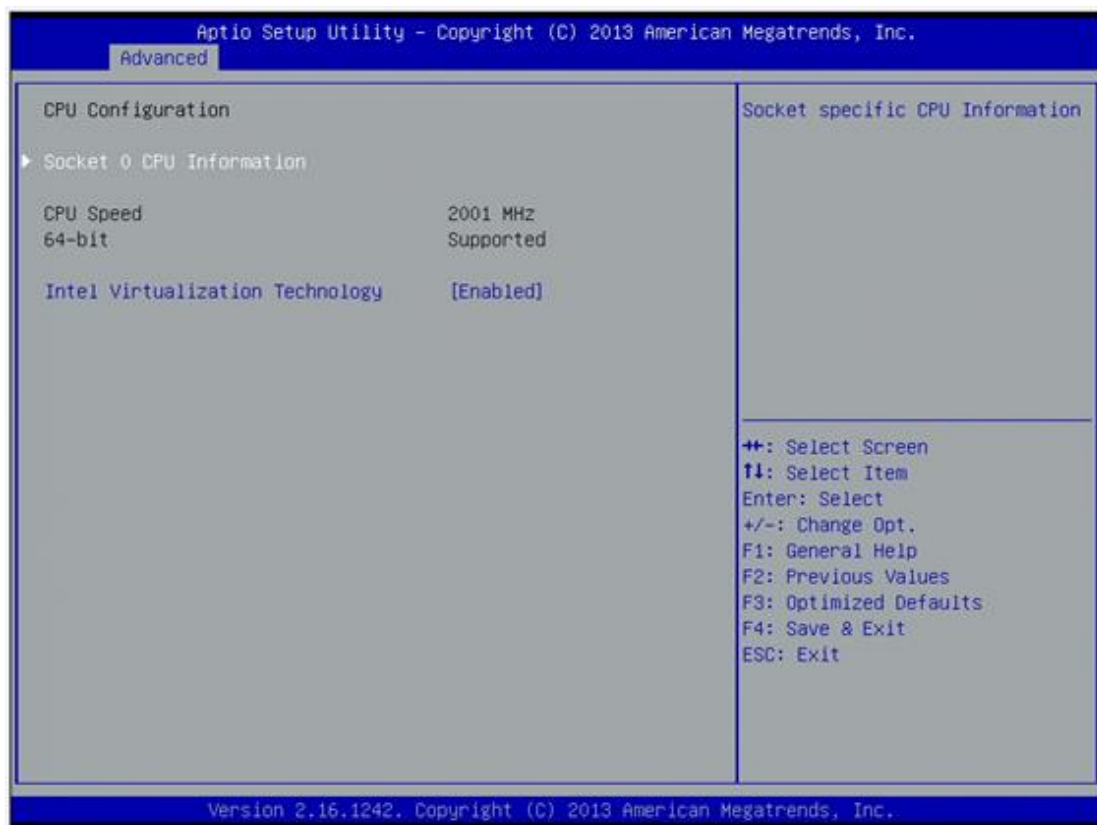 Aptio Setup Utility – Copyright (C) 2013 American Megatrends, Inc.
Advanced
CPU Configuration
Socket 0 CPU Information
CPU Speed 2001 MHz
64-bit Supported
Intel Virtualization Technology [Enabled]
Socket specific CPU Information
→←: Select Screen
↑↓: Select Item
Enter: Select
+/-: Change Opt.
F1: General Help
F2: Previous Values
F3: Optimized Defaults
F4: Save & Exit
ESC: Exit
Version 2.16.1242. Copyright (C) 2013 American Megatrends, Inc.